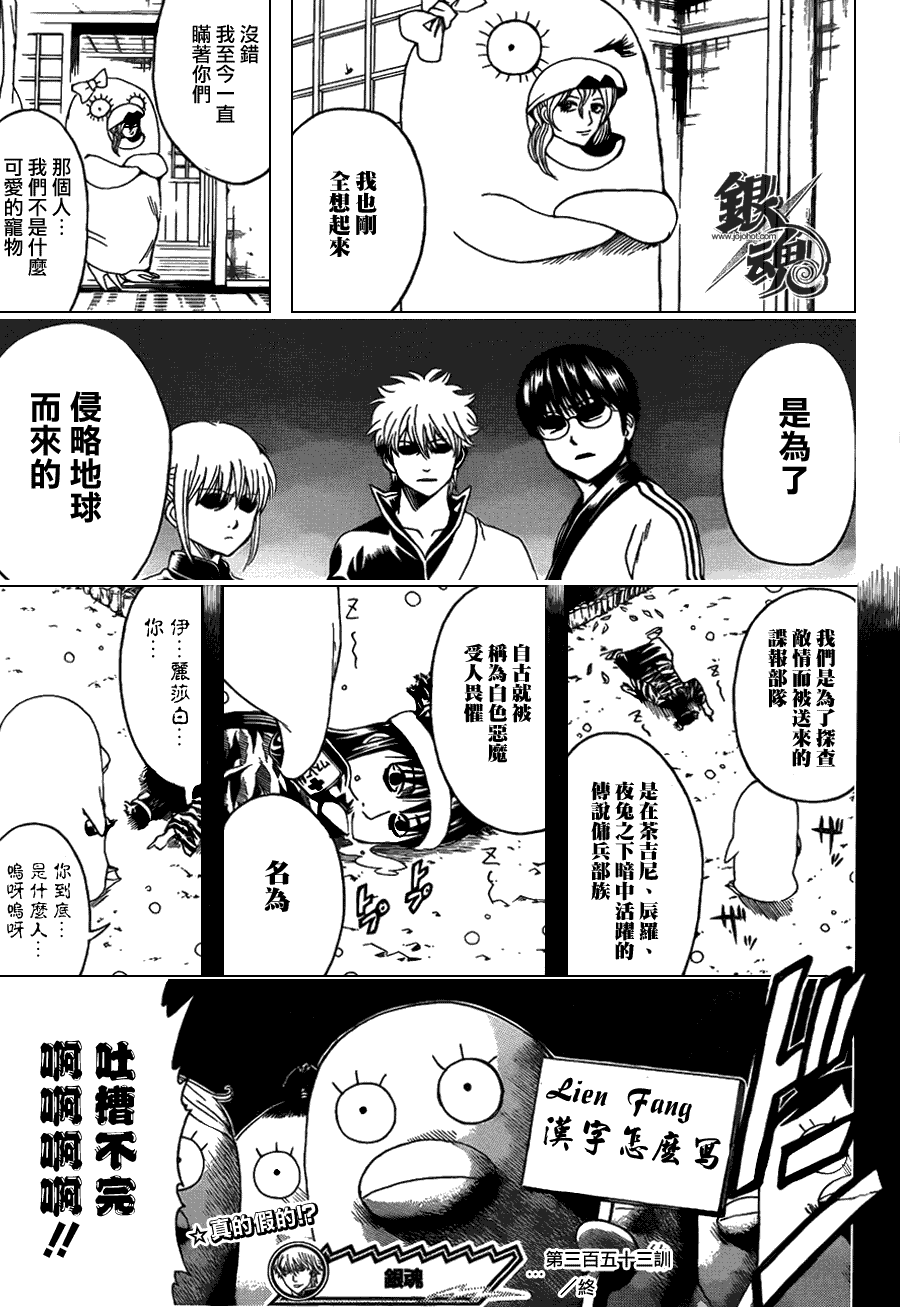 我也剛
全想起來
銀魂
www.jojohot.com
沒錯
我至今一直
瞞著你們
那個人…
我們不是什麼
可愛的寵物
是為了
侵略地球
而來的
我們是為了探查
敵情而被送來的
諜報部隊
是在茶吉尼、辰羅、
夜兔之下暗中活躍的
傳說傭兵部族
自古就被
稱為白色惡魔
受人畏懼
名為
ドドド
伊…麗莎白…
你…
你到底…
是什麼人…
嗚呀嗚呀
Lien Fang
漢字怎麼寫
吐槽不完
啊啊啊啊啊!!
☆真的假的!?
銀魂
…
第三百五十三訓
/終